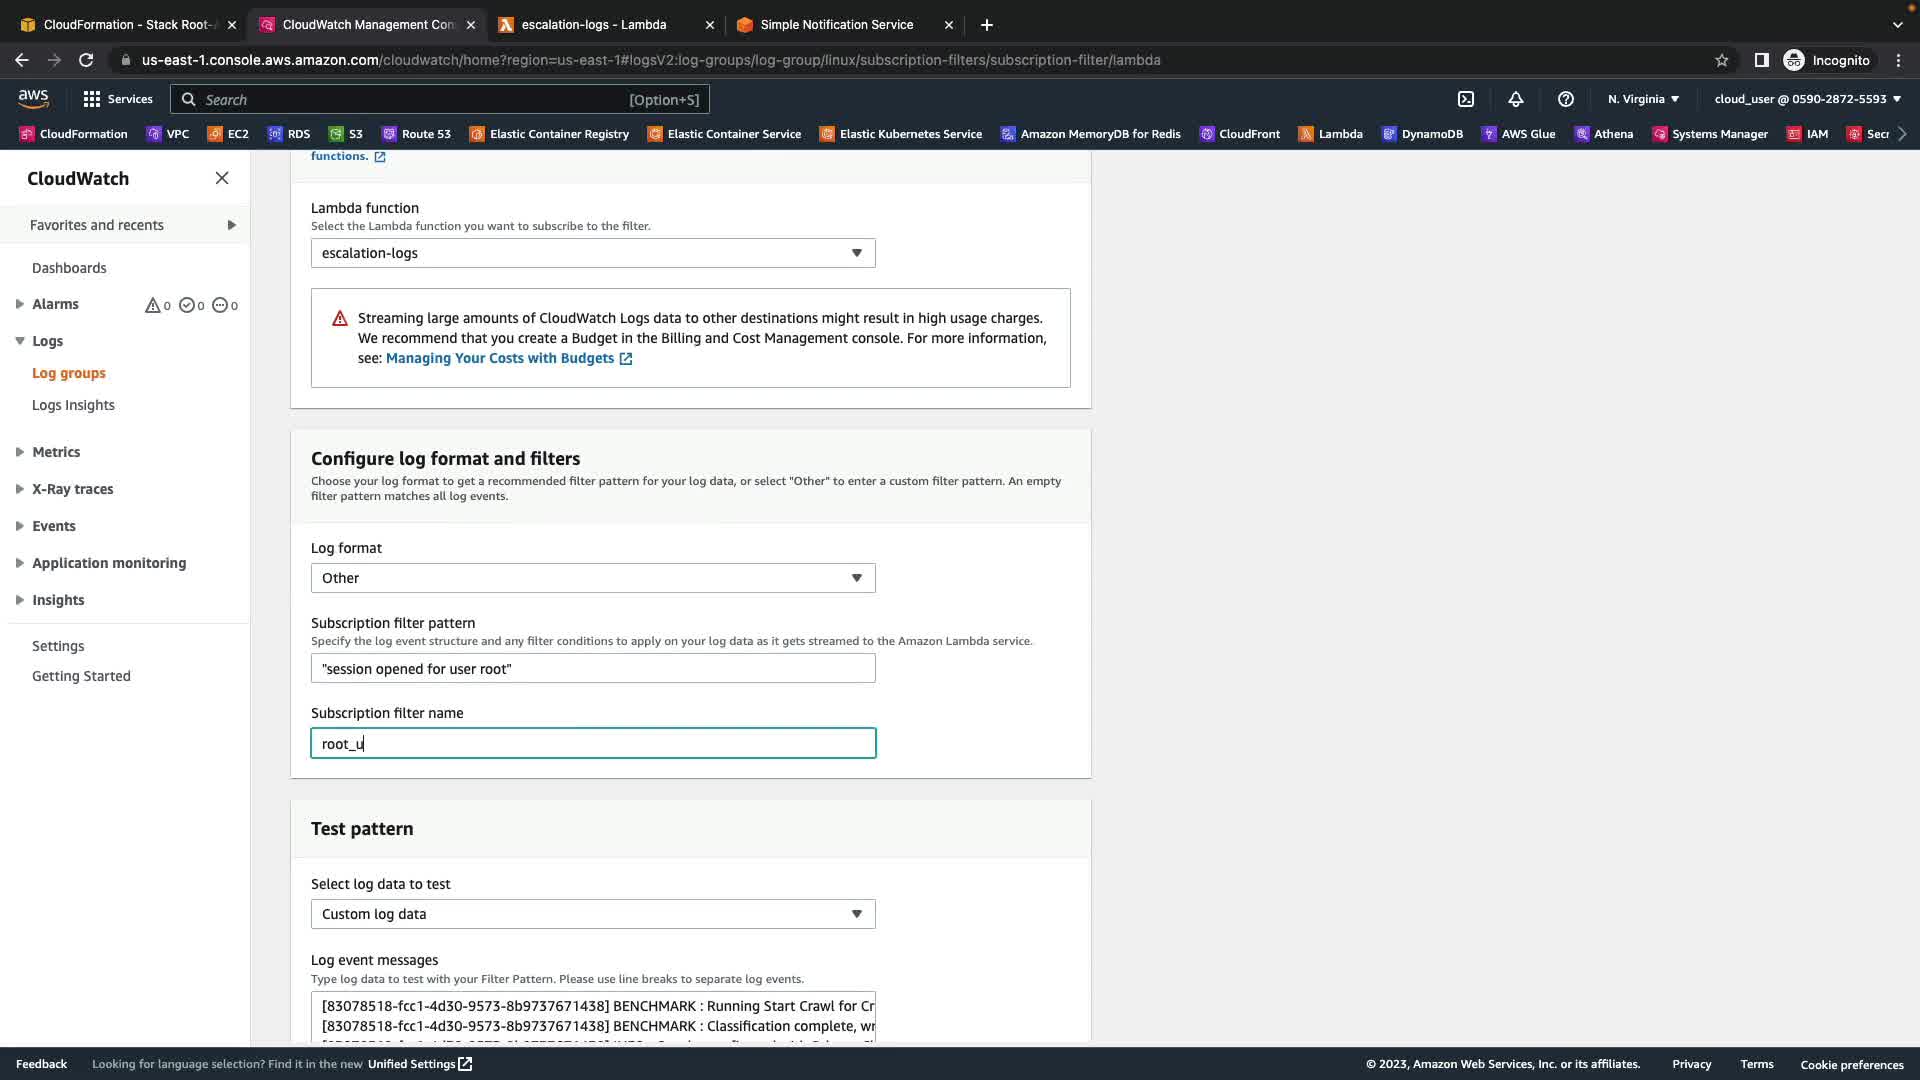 CloudFormation - Stack Root-
CloudWatch Management Con
escalation-logs - Lambda
Simple Notification Service
us-east-1.console.aws.amazon.com/cloudwatch/home?region=us-east-1#logsV2:log-groups/log-group/linux/subscription-filters/subscription-filter/lambda
Incognito
aws
Services
Search
[Option+S]
N. Virginia
cloud_user @ 0590-2872-5593
CloudFormation
VPC
EC2
RDS
S3
Route 53
Elastic Container Registry
Elastic Container Service
Elastic Kubernetes Service
Amazon MemoryDB for Redis
CloudFront
Lambda
DynamoDB
AWS Glue
Athena
Systems Manager
IAM
Secr
CloudWatch
Favorites and recents
Dashboards
Alarms
0
0
0
Logs
Log groups
Logs Insights
Metrics
X-Ray traces
Events
Application monitoring
Insights
Settings
Getting Started
functions.
Lambda function
Select the Lambda function you want to subscribe to the filter.
escalation-logs
Streaming large amounts of CloudWatch Logs data to other destinations might result in high usage charges.
We recommend that you create a Budget in the Billing and Cost Management console. For more information,
see: Managing Your Costs with Budgets
Configure log format and filters
Choose your log format to get a recommended filter pattern for your log data, or select "Other" to enter a custom filter pattern. An empty
filter pattern matches all log events.
Log format
Other
Subscription filter pattern
Specify the log event structure and any filter conditions to apply on your log data as it gets streamed to the Amazon Lambda service.
"session opened for user root"
Subscription filter name
root_u
Test pattern
Select log data to test
Custom log data
Log event messages
Type log data to test with your Filter Pattern. Please use line breaks to separate log events.
[83078518-fcc1-4d30-9573-8b9737671438] BENCHMARK : Running Start Crawl for Cr
[83078518-fcc1-4d30-9573-8b9737671438] BENCHMARK : Classification complete, wr
Feedback
Looking for language selection? Find it in the new Unified Settings
© 2023, Amazon Web Services, Inc. or its affiliates.
Privacy
Terms
Cookie preferences